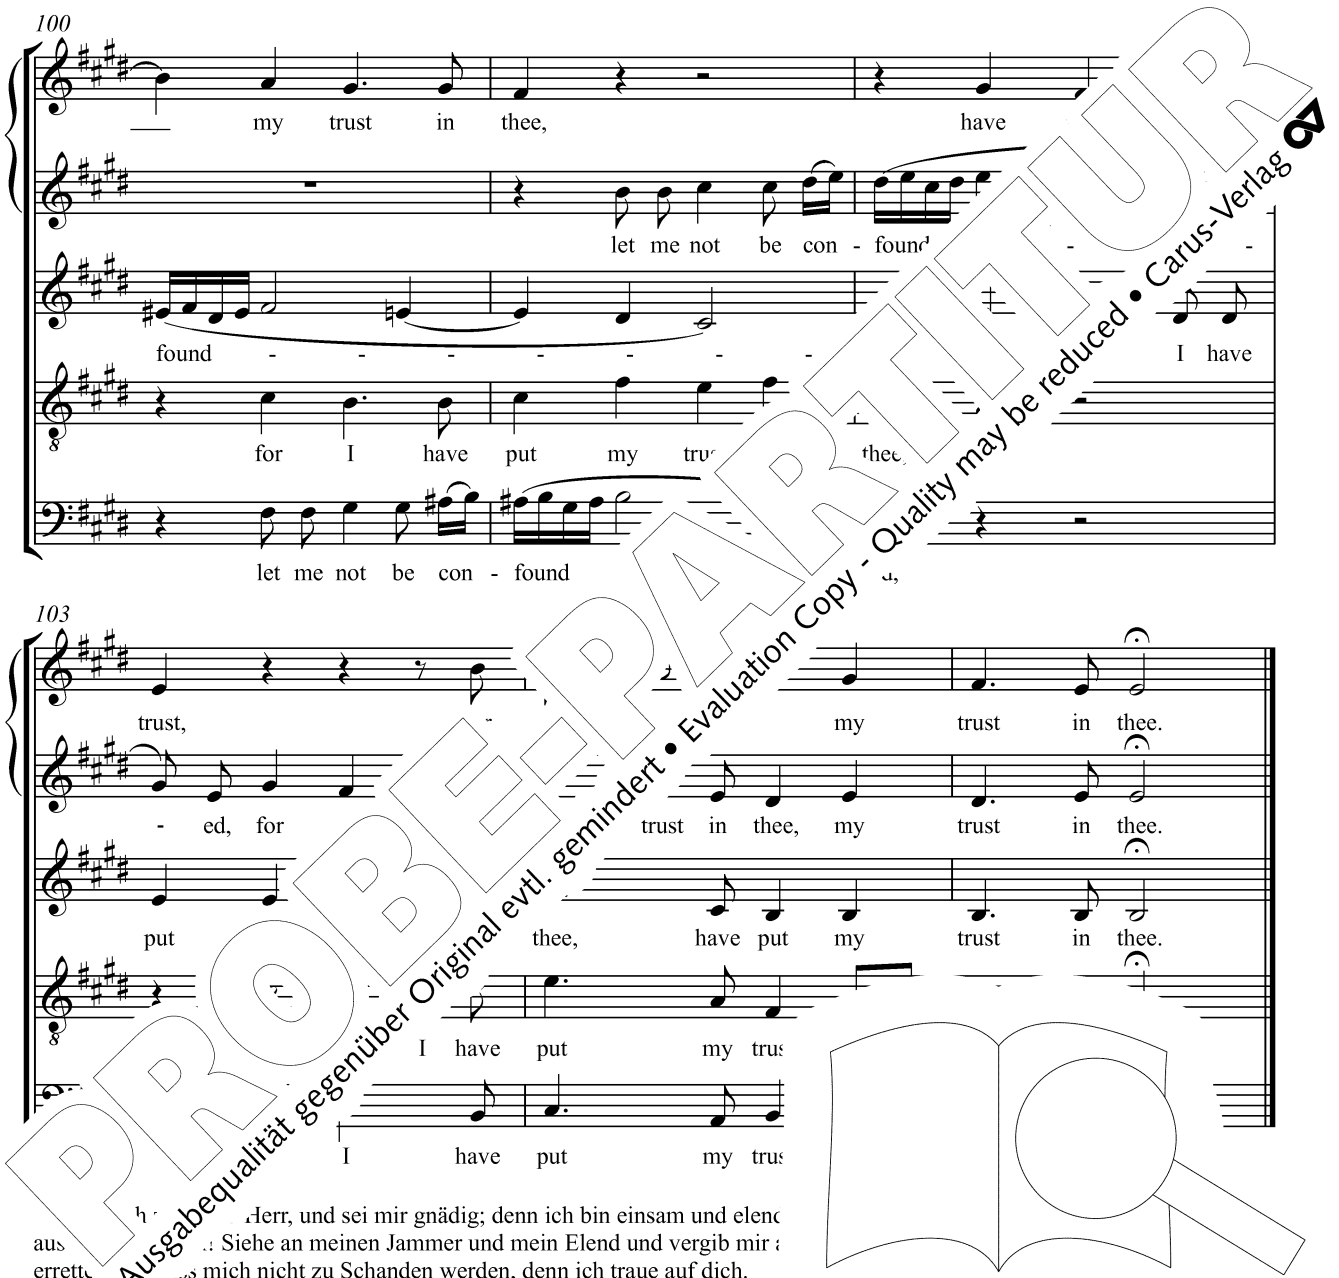 100
my trust in thee, have
let me not be con - found - -
found - - - - - - - I have
for I have put my thee,
let me not be con - found
103
trust, my trust in thee.
- ed, for trust in thee, my trust in thee.
put thee, have put my trust in thee.
I have put my
I have put my
Herr, und sei mir gnädig; denn ich bin einsam und
Siehe an meinen Jammer und mein Elend und vergib mir
mich nicht zu Schanden werden, denn ich traue auf dich.
PROBE-PARTITUR
Ausgabequalität gegenüber Original evtl. gemindert • Evaluation Copy - Quality may be reduced • Carus-Verlag